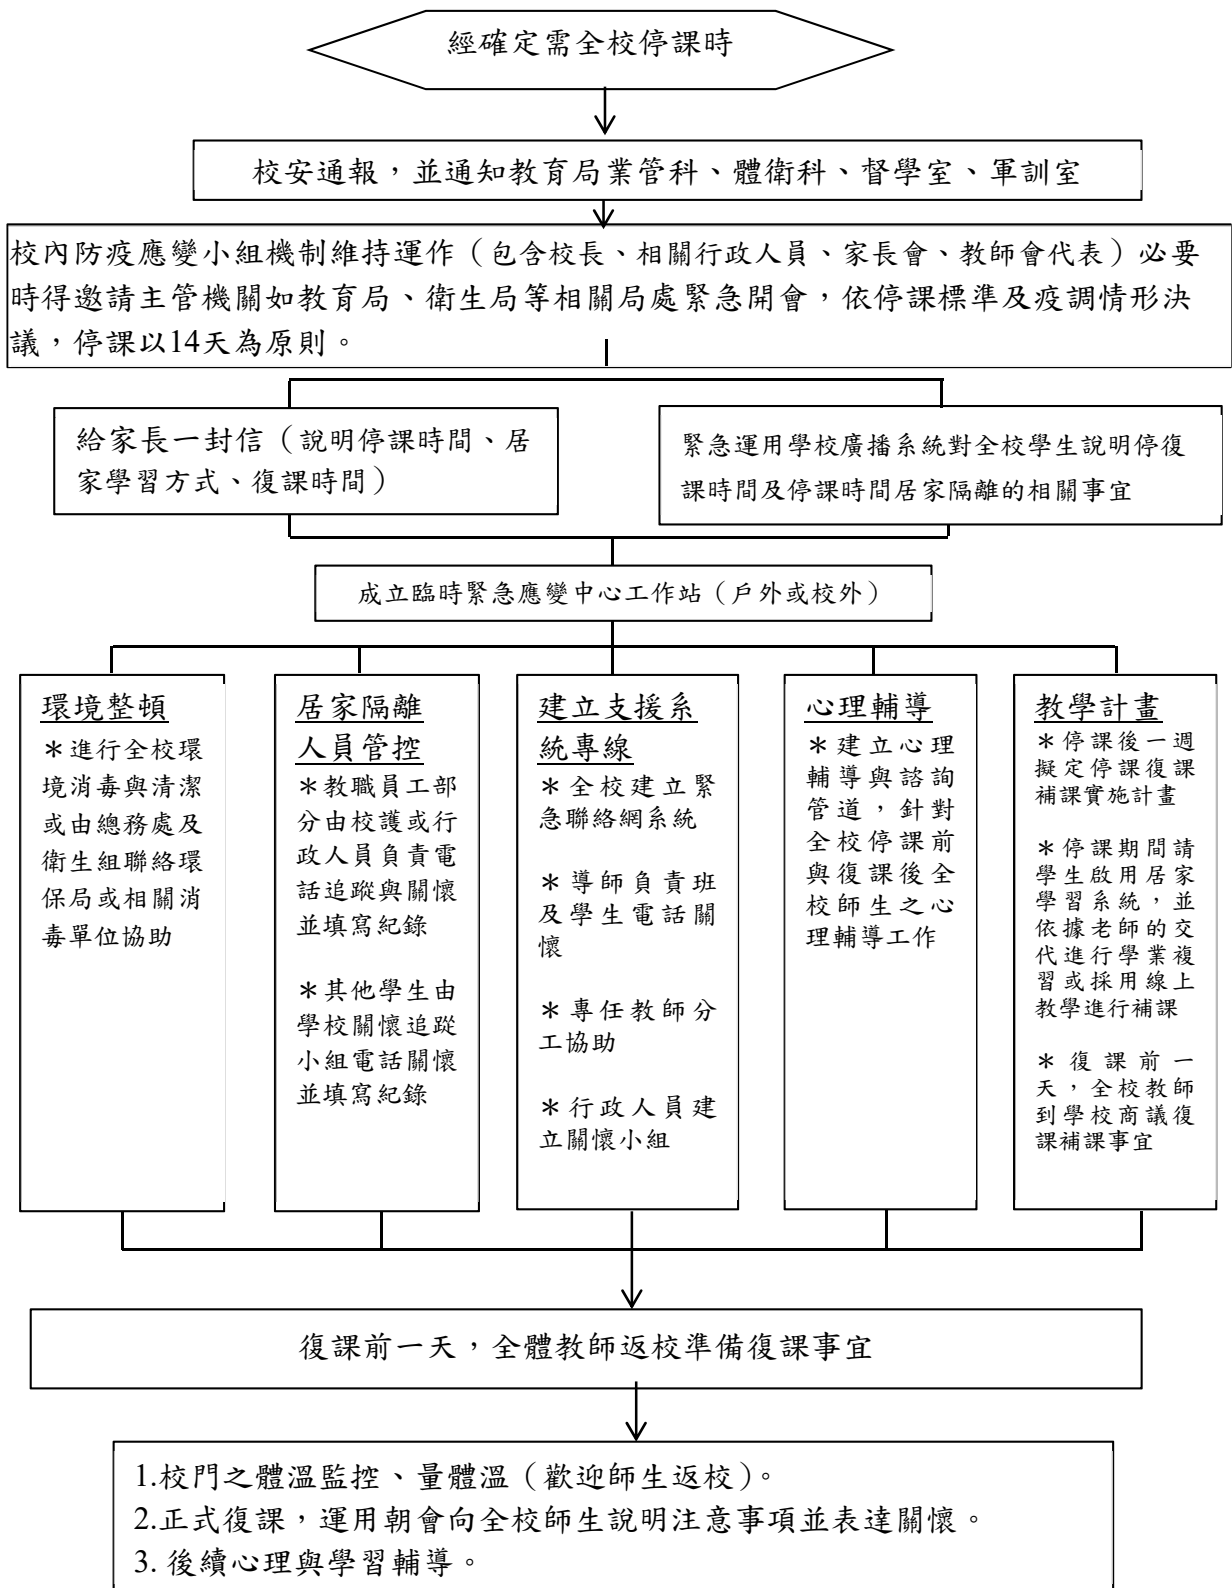 經確定需全校停課時
校安通報，並通知教育局業管科、體衛科、督學室、軍訓室
校內防疫應變小組機制維持運作（包含校長、相關行政人員、家長會、教師會代表）必要
時得邀請主管機關如教育局、衛生局等相關局處緊急開會，依停課標準及疫調情形決
議，停課以14天為原則。
給家長一封信（說明停課時間、居
家學習方式、復課時間）
緊急運用學校廣播系統對全校學生說明停復
課時間及停課時間居家隔離的相關事宜
成立臨時緊急應變中心工作站（戶外或校外）
環境整頓
＊進行全校環
境消毒與清潔
或由總務處及
衛生組聯絡環
保局或相關消
毒單位協助
居家隔離
人員管控
＊教職員工部
分由校護或行
政人員負責電
話追蹤與關懷
並填寫紀錄
＊其他學生由
學校關懷追蹤
小組電話關懷
並填寫紀錄
建立支援系
統專線
＊全校建立緊
急聯絡網系統
＊導師負責班
及學生電話關
懷
＊專任教師分
工協助
＊行政人員建
立關懷小組
心理輔導
＊建立心理
輔導與諮詢
管道，針對
全校停課前
與復課後全
校師生之心
理輔導工作
教學計畫
＊停課後一週
擬定停課復課
補課實施計畫
＊停課期間請
學生啟用居家
學習系統，並
依據老師的交
代進行學業複
習或採用線上
教學進行補課
＊復課前一
天，全校教師
到學校商議復
課補課事宜
復課前一天，全體教師返校準備復課事宜
1.校門之體溫監控、量體溫（歡迎師生返校）。
2.正式復課，運用朝會向全校師生說明注意事項並表達關懷。
3. 後續心理與學習輔導。